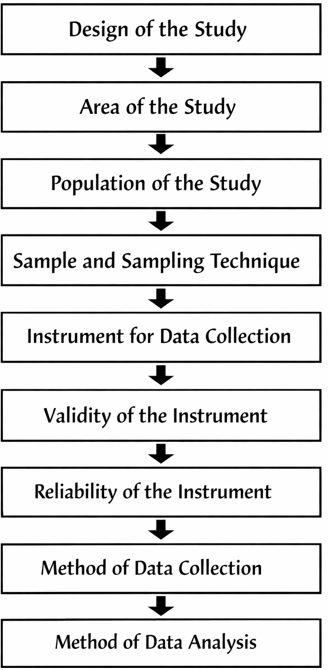 Design of the Study
Area of the Study
Population of the Study
Sample and Sampling Technique
Instrument for Data Collection
Validity of the Instrument
Reliability of the Instrument
Method of Data Collection
Method of Data Analysis